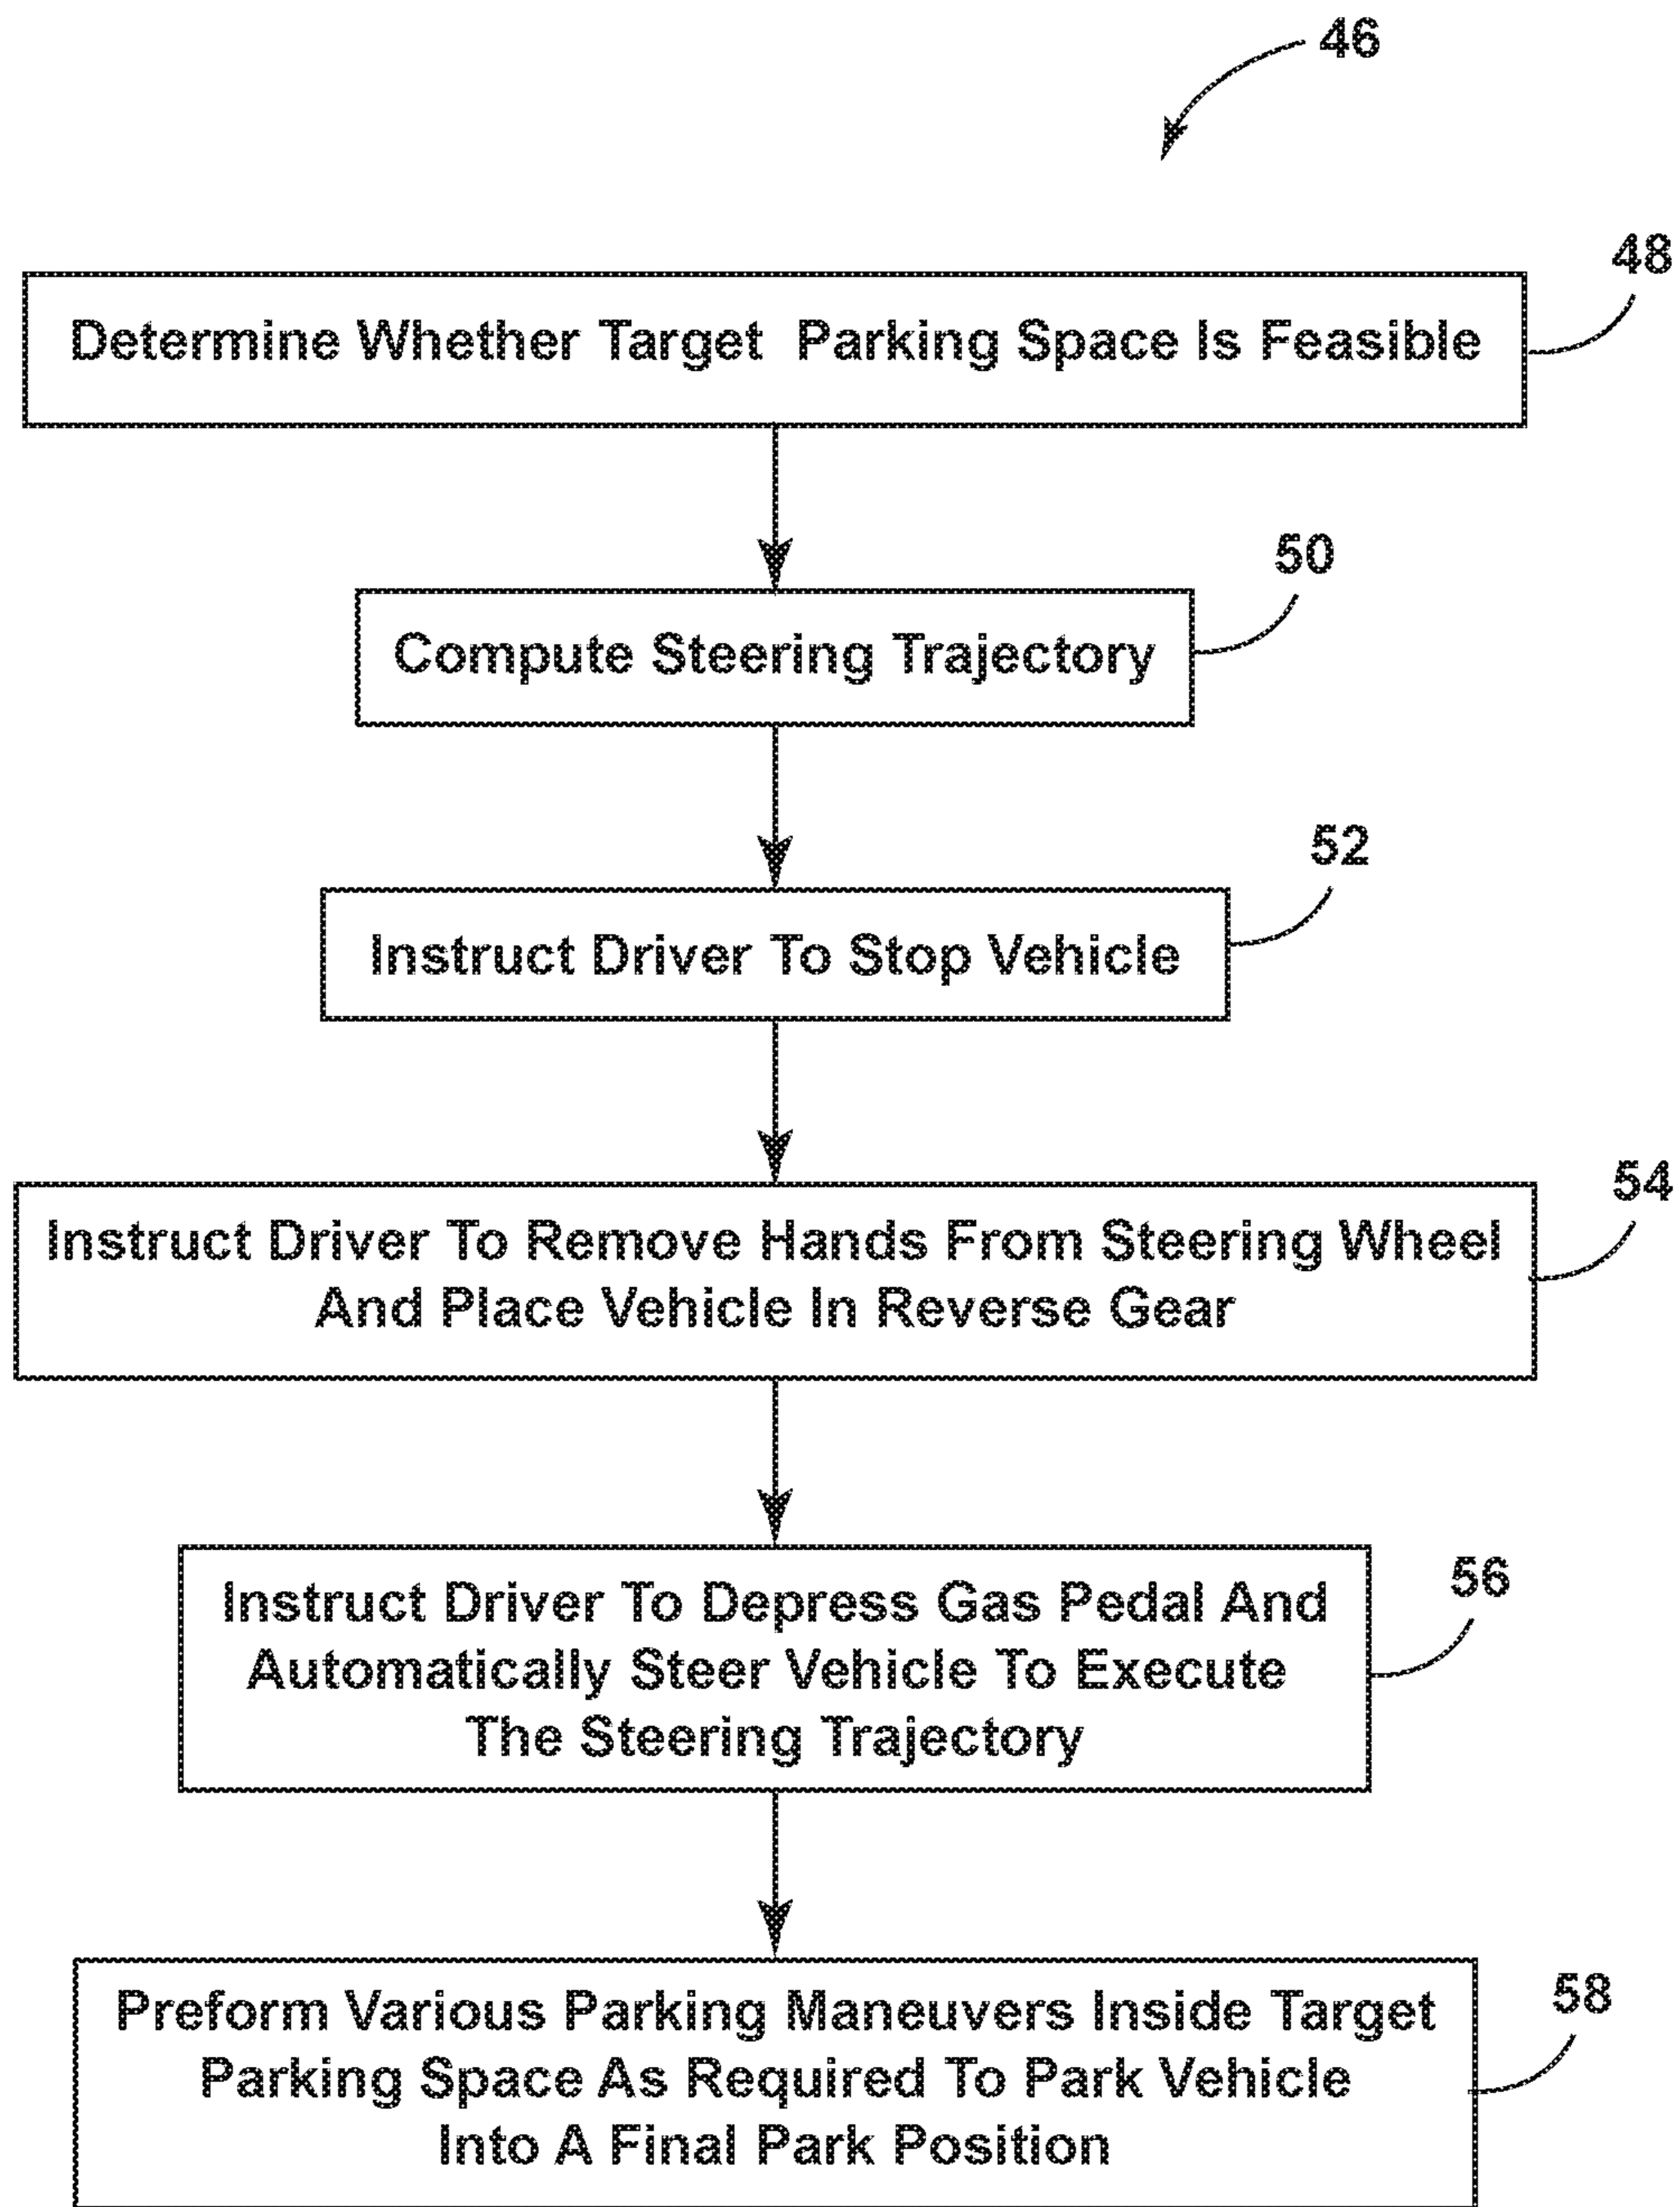 46
48
Determine Whether Target Parking Space Is Feasible
50
Compute Steering Trajectory
52
Instruct Driver To Stop Vehicle
54
Instruct Driver To Remove Hands From Steering Wheel
And Place Vehicle In Reverse Gear
56
Instruct Driver To Depress Gas Pedal And
Automatically Steer Vehicle To Execute
The Steering Trajectory
58
Preform Various Parking Maneuvers Inside Target
Parking Space As Required To Park Vehicle
Into A Final Park Position